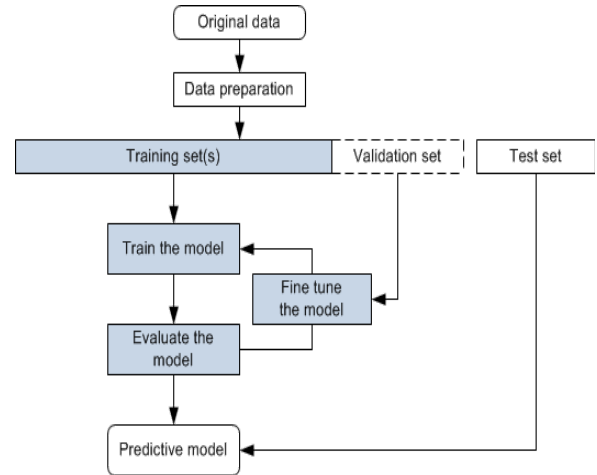 Original data
Data preparation
Training set(s)
Validation set
Test set
Train the model
Fine tune
the model
Evaluate the
model
Predictive model